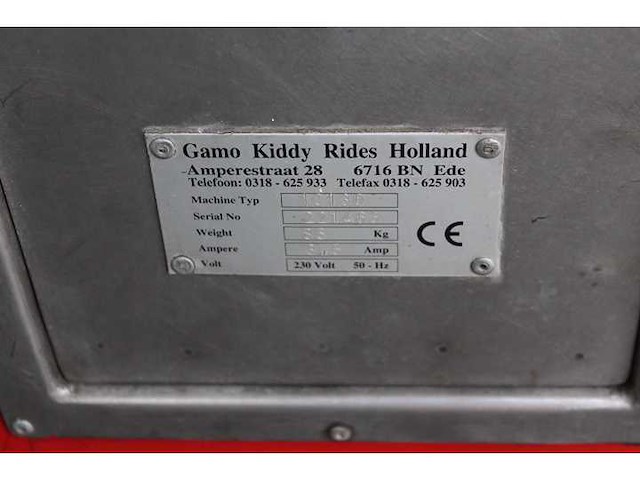 Gamo Kiddy Rides Holland
Amperestraat 28 6716 BN Ede
Telefoon: 0318 - 625 933 Telefax 0318 - 625 903
Machine Typ
Serial No
Weight Kg
Ampere Amp
Volt 230 Volt 50 - Hz
CE